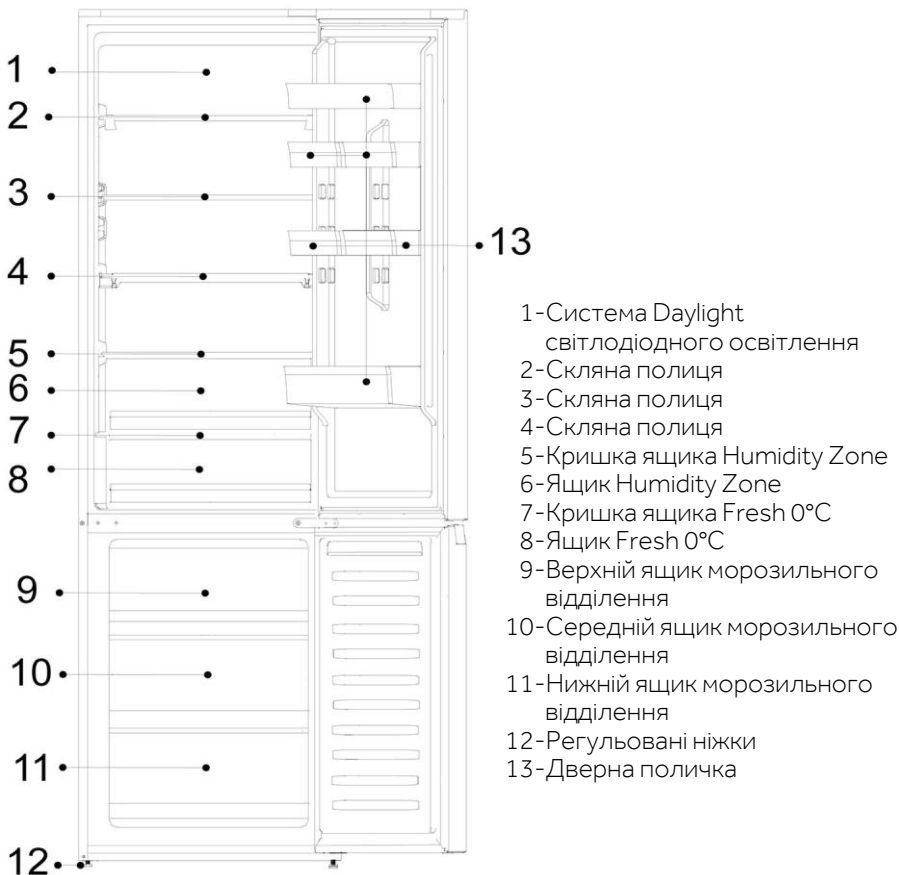 1
2
3
4
5
6
7
8
9
10
11
12
13
1-Система Daylight
світлодіодного освітлення
2-Скляна полиця
3-Скляна полиця
4-Скляна полиця
5-Кришка ящика Humidity Zone
6-Ящик Humidity Zone
7-Кришка ящика Fresh 0°C
8-Ящик Fresh 0°C
9-Верхній ящик морозильного
відділення
10-Середній ящик морозильного
відділення
11-Нижній ящик морозильного
відділення
12-Регульовані ніжки
13-Дверна поличка